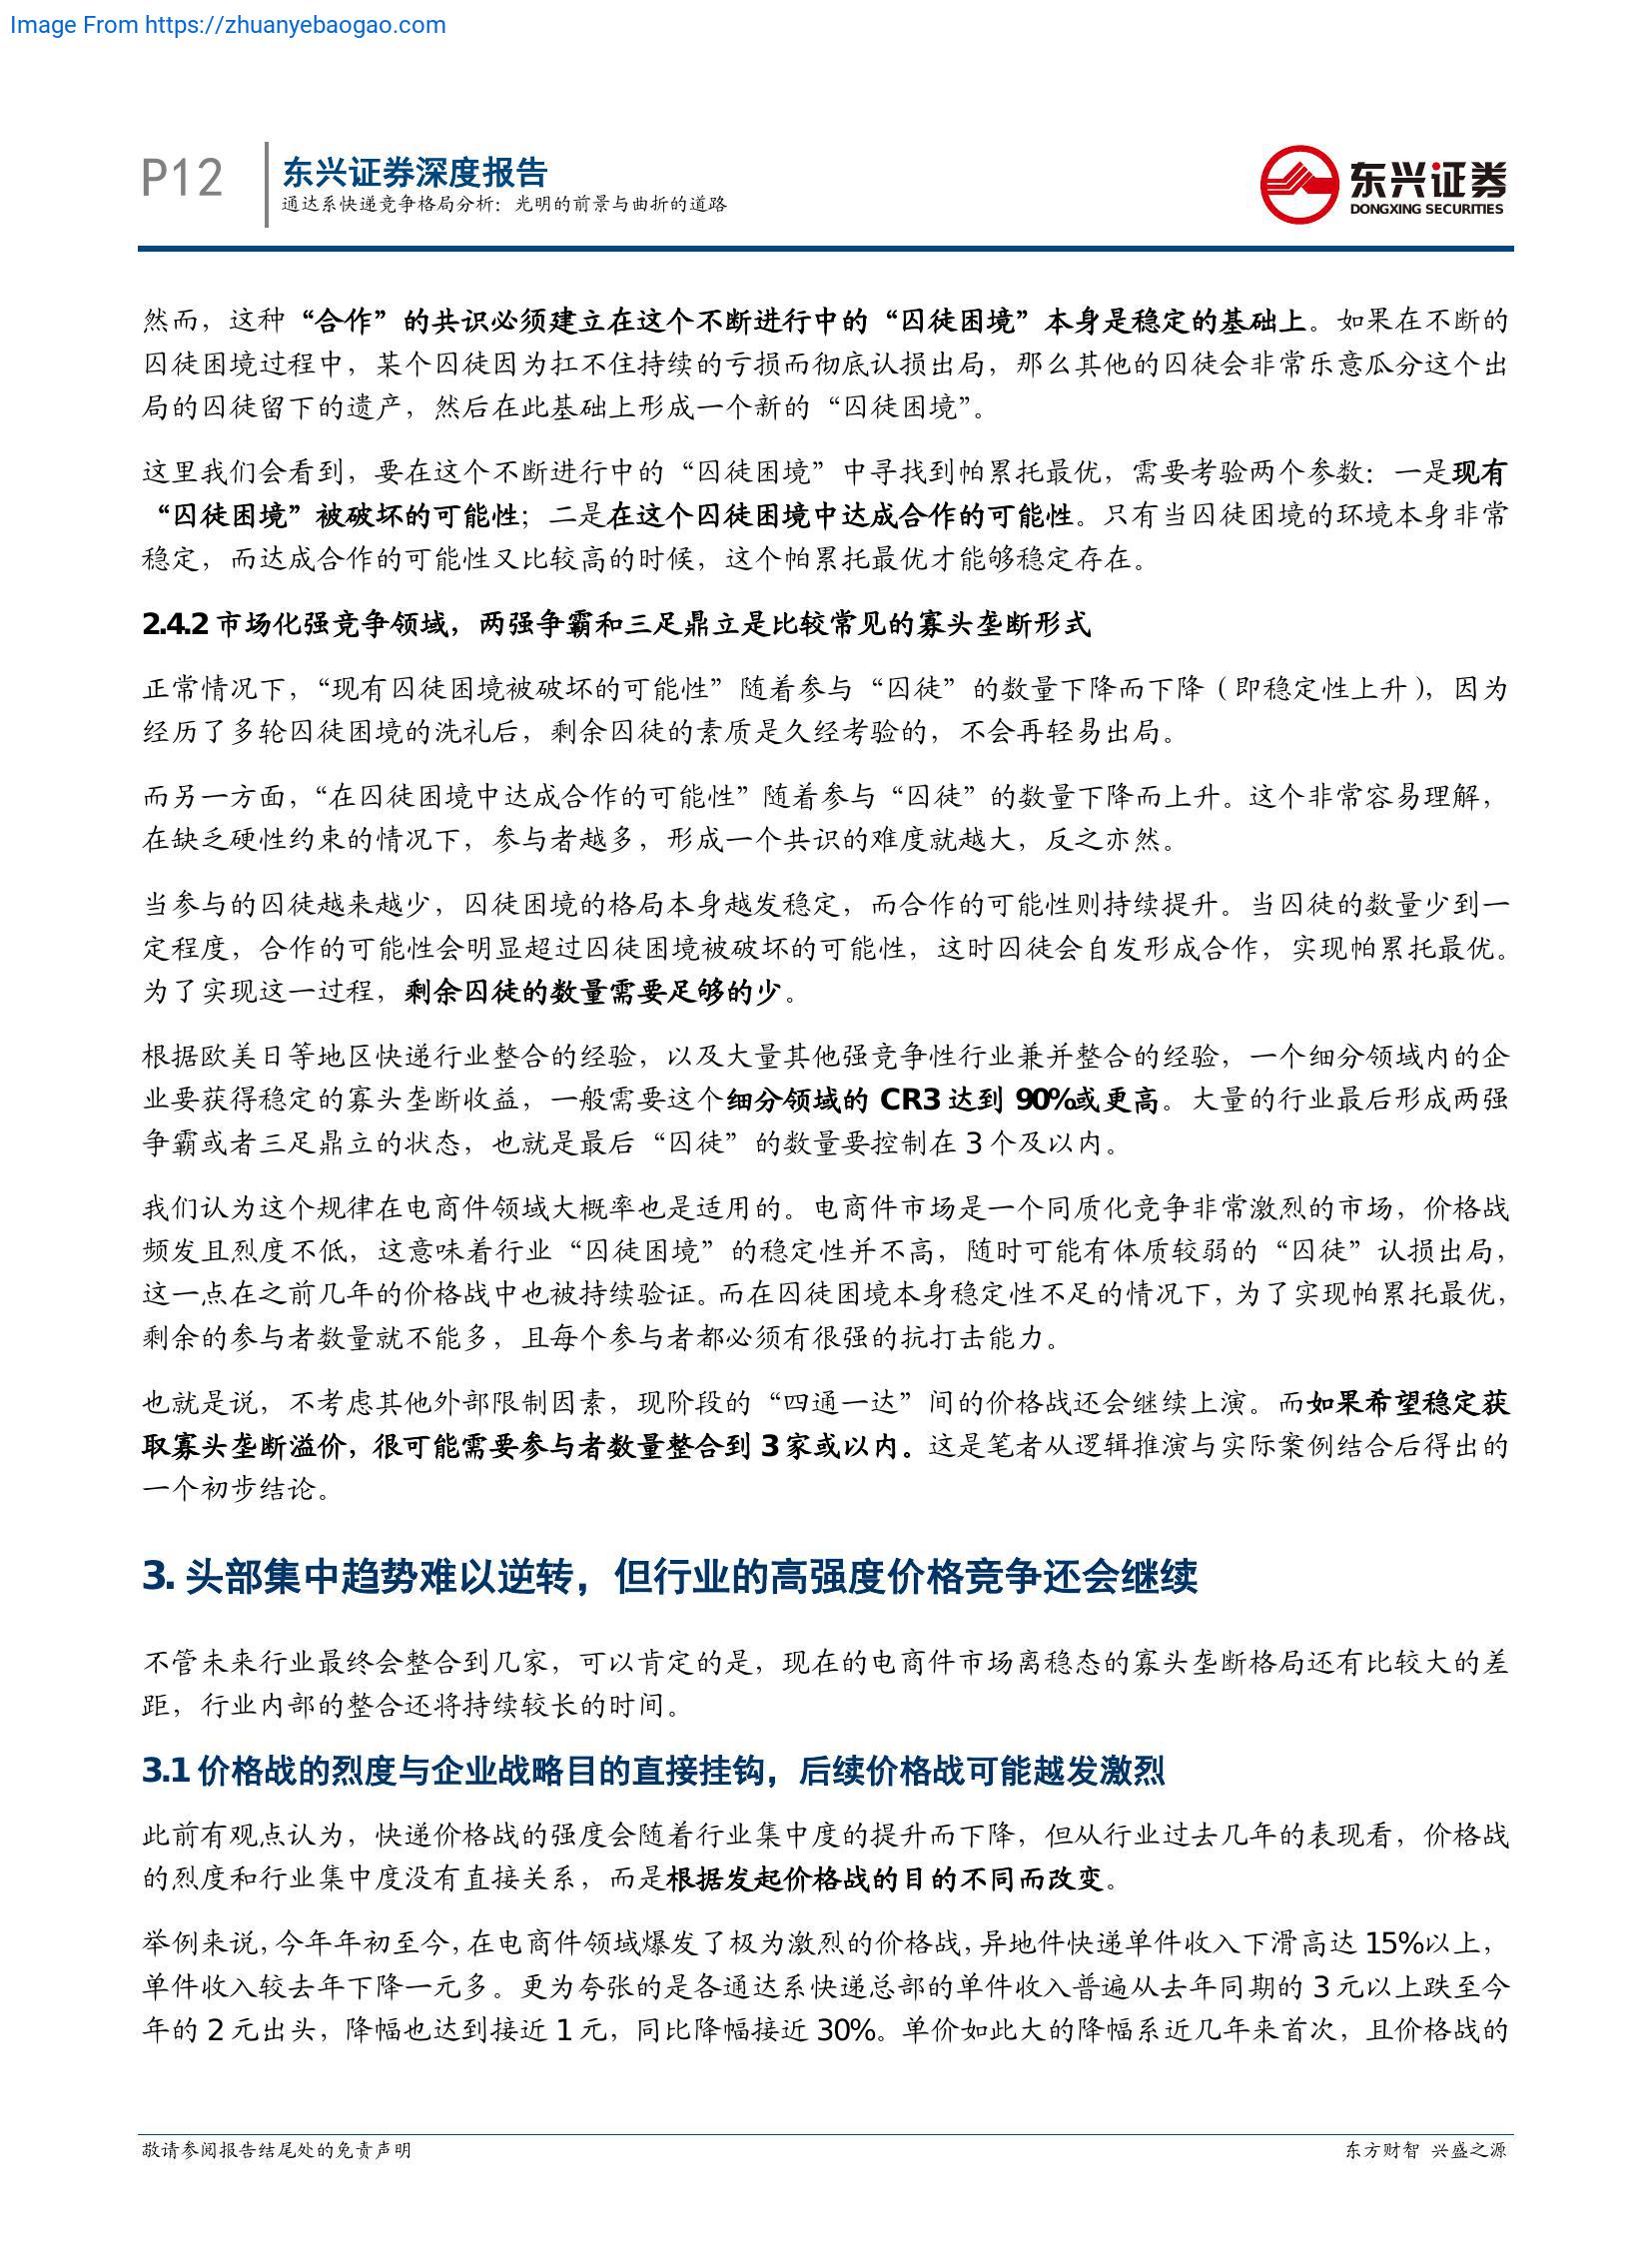 Image From https://zhuanyebaogao.com
P12
东兴证券深度报告
通达系快递竞争格局分析：光明的前景与曲折的道路
东兴证券
DONGXING SECURITIES
然而，这种“合作”的共识必须建立在这个不断进行中的“囚徒困境”本身是稳定的基础上。如果在不断的
囚徒困境过程中，某个囚徒因为扛不住持续的亏损而彻底认损出局，那么其他的囚徒会非常乐意瓜分这个出
局的囚徒留下的遗产，然后在此基础上形成一个新的“囚徒困境”。
这里我们会看到，要在这个不断进行中的“囚徒困境”中寻找到帕累托最优，需要考验两个参数：一是现有
“囚徒困境”被破坏的可能性；二是在这个囚徒困境中达成合作的可能性。只有当囚徒困境的环境本身非常
稳定，而达成合作的可能性又比较高的时候，这个帕累托最优才能够稳定存在。
2.4.2 市场化强竞争领域，两强争霸和三足鼎立是比较常见的寡头垄断形式
正常情况下，“现有囚徒困境被破坏的可能性”随着参与“囚徒”的数量下降而下降（即稳定性上升），因为
经历了多轮囚徒困境的洗礼后，剩余囚徒的素质是久经考验的，不会再轻易出局。
而另一方面，“在囚徒困境中达成合作的可能性”随着参与“囚徒”的数量下降而上升。这个非常容易理解，
在缺乏硬性约束的情况下，参与者越多，形成一个共识的难度就越大，反之亦然。
当参与的囚徒越来越少，囚徒困境的格局本身越发稳定，而合作的可能性则持续提升。当囚徒的数量少到一
定程度，合作的可能性会明显超过囚徒困境被破坏的可能性，这时囚徒会自发形成合作，实现帕累托最优。
为了实现这一过程，剩余囚徒的数量需要足够的少。
根据欧美日等地区快递行业整合的经验，以及大量其他强竞争性行业兼并整合的经验，一个细分领域内的企
业要获得稳定的寡头垄断收益，一般需要这个细分领域的 CR3 达到 90%或更高。大量的行业最后形成两强
争霸或者三足鼎立的状态，也就是最后“囚徒”的数量要控制在 3 个及以内。
我们认为这个规律在电商件领域大概率也是适用的。电商件市场是一个同质化竞争非常激烈的市场，价格战
频发且烈度不低，这意味着行业“囚徒困境”的稳定性并不高，随时可能有体质较弱的“囚徒”认损出局，
这一点在之前几年的价格战中也被持续验证。而在囚徒困境本身稳定性不足的情况下，为了实现帕累托最优，
剩余的参与者数量就不能多，且每个参与者都必须有很强的抗打击能力。
也就是说，不考虑其他外部限制因素，现阶段的“四通一达”间的价格战还会继续上演。而如果希望稳定获
取寡头垄断溢价，很可能需要参与者数量整合到 3 家或以内。这是笔者从逻辑推演与实际案例结合后得出的
一个初步结论。
3. 头部集中趋势难以逆转，但行业的高强度价格竞争还会继续
不管未来行业最终会整合到几家，可以肯定的是，现在的电商件市场离稳态的寡头垄断格局还有比较大的差
距，行业内部的整合还将持续较长的时间。
3.1 价格战的烈度与企业战略目的直接挂钩，后续价格战可能越发激烈
此前有观点认为，快递价格战的强度会随着行业集中度的提升而下降，但从行业过去几年的表现看，价格战
的烈度和行业集中度没有直接关系，而是根据发起价格战的目的不同而改变。
举例来说，今年年初至今，在电商件领域爆发了极为激烈的价格战，异地件快递单件收入下滑高达 15%以上，
单件收入较去年下降一元多。更为夸张的是各通达系快递总部的单件收入普遍从去年同期的 3 元以上跌至今
年的 2 元出头，降幅也达到接近 1 元，同比降幅接近 30%。单价如此大的降幅系近几年来首次，且价格战的
敬请参阅报告结尾处的免责声明
东方财智 兴盛之源